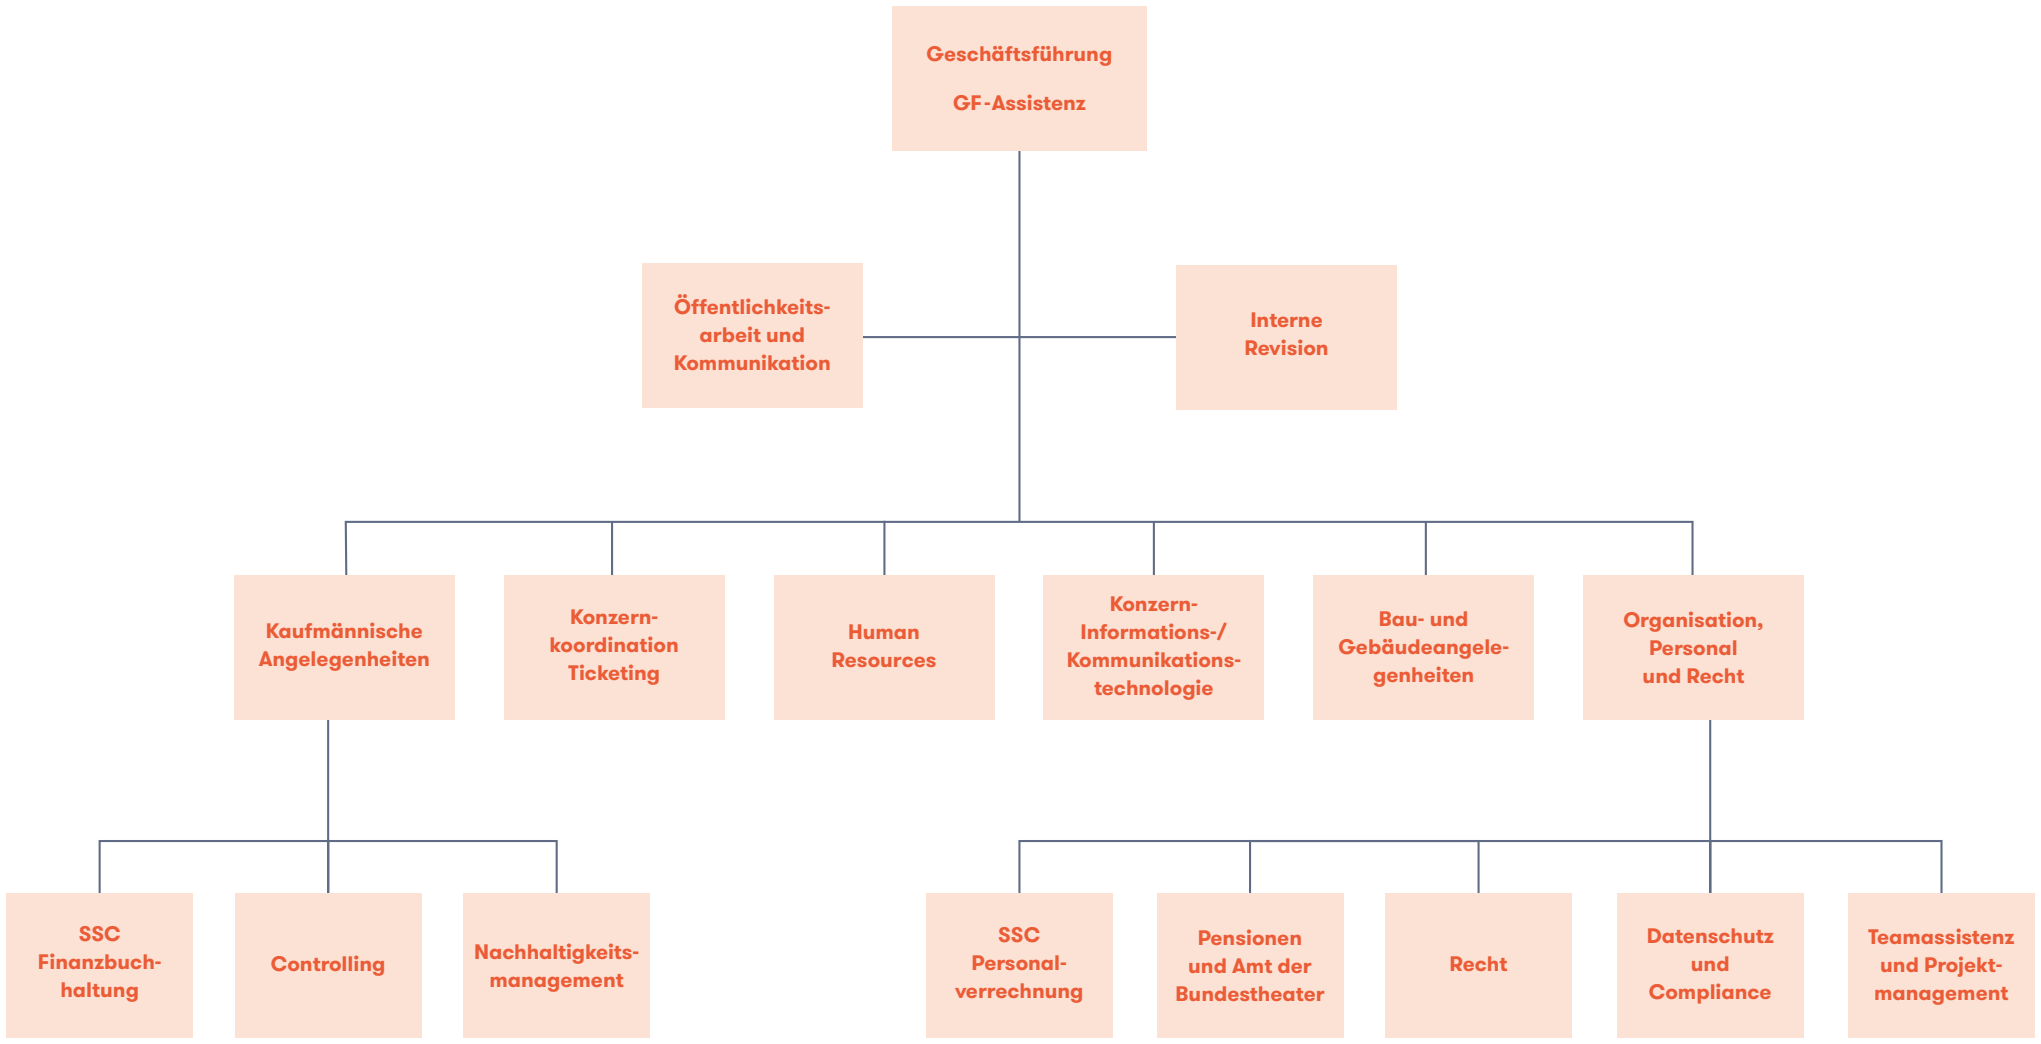 Geschäftsführung
GF-Assistenz
Öffentlichkeits-
arbeit und
Kommunikation
Interne
Revision
Kaufmännische
Angelegenheiten
Konzern-
koordination
Ticketing
Human
Resources
Konzern-
Informations-/
Kommunikations-
technologie
Bau- und
Gebäudeangele-
genheiten
Organisation,
Personal
und Recht
SSC
Finanzbuch-
haltung
Controlling
Nachhaltigkeits-
management
SSC
Personal-
verrechnung
Pensionen
und Amt der
Bundestheater
Recht
Datenschutz
und
Compliance
Teamassistenz
und Projekt-
management